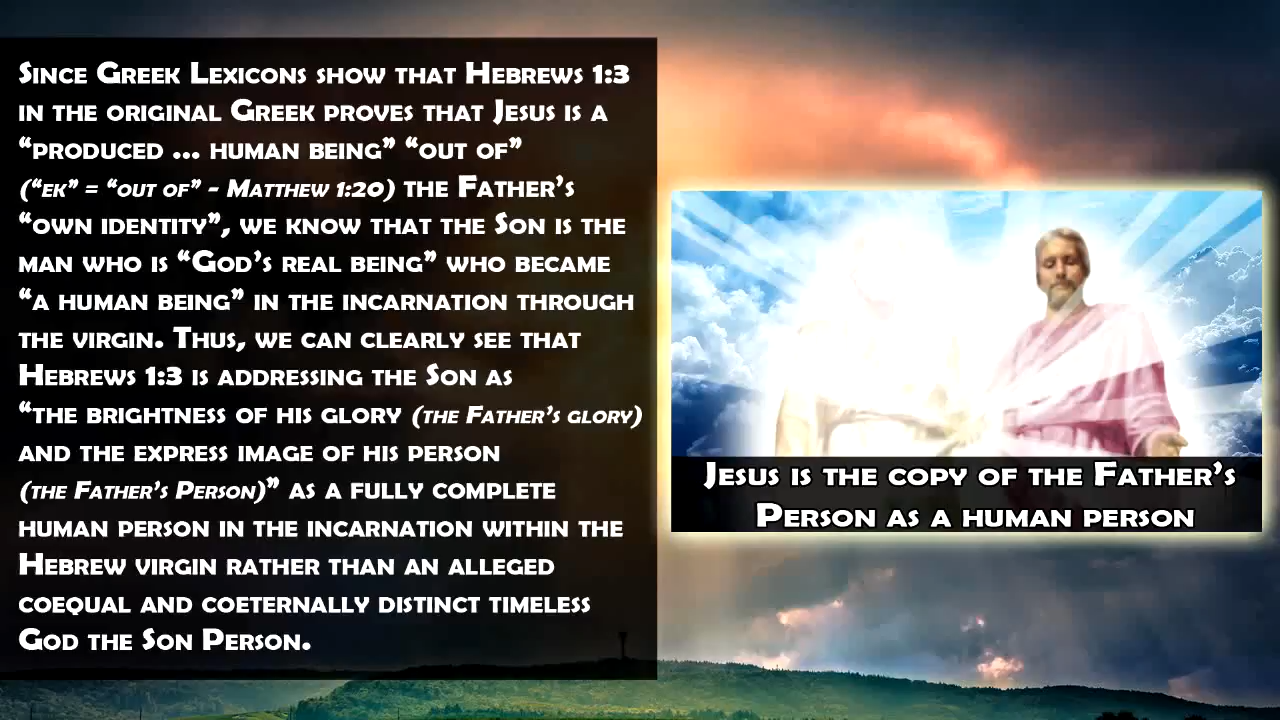 Since Greek Lexicons show that Hebrews 1:3
in the original Greek proves that Jesus is a
“produced ... human being” “out of”
(“ek” = “out of” - Matthew 1:20) the Father’s
“own identity”, we know that the Son is the
man who is “God’s real being” who became
“a human being” in the incarnation through
the virgin. Thus, we can clearly see that
Hebrews 1:3 is addressing the Son as
“the brightness of his glory (the Father’s glory)
and the express image of his person
(the Father’s Person)” as a fully complete
human person in the incarnation within the
Hebrew virgin rather than an alleged
coequal and coeternally distinct timeless
God the Son Person.
Jesus is the copy of the Father’s
Person as a human person